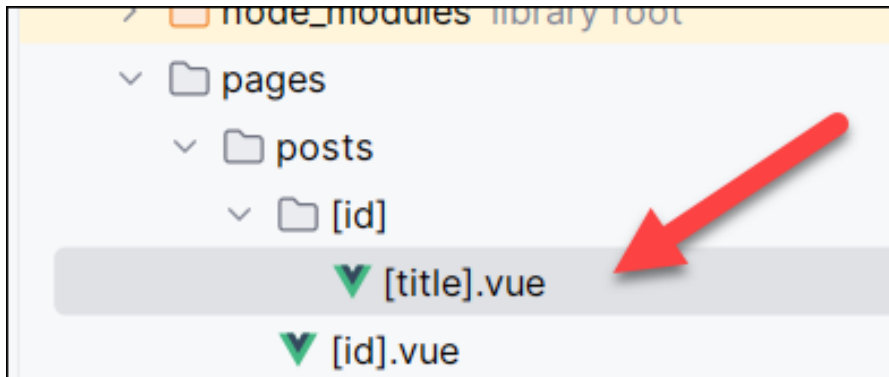 node_modules library root
pages
posts
[id]
[title].vue
[id].vue